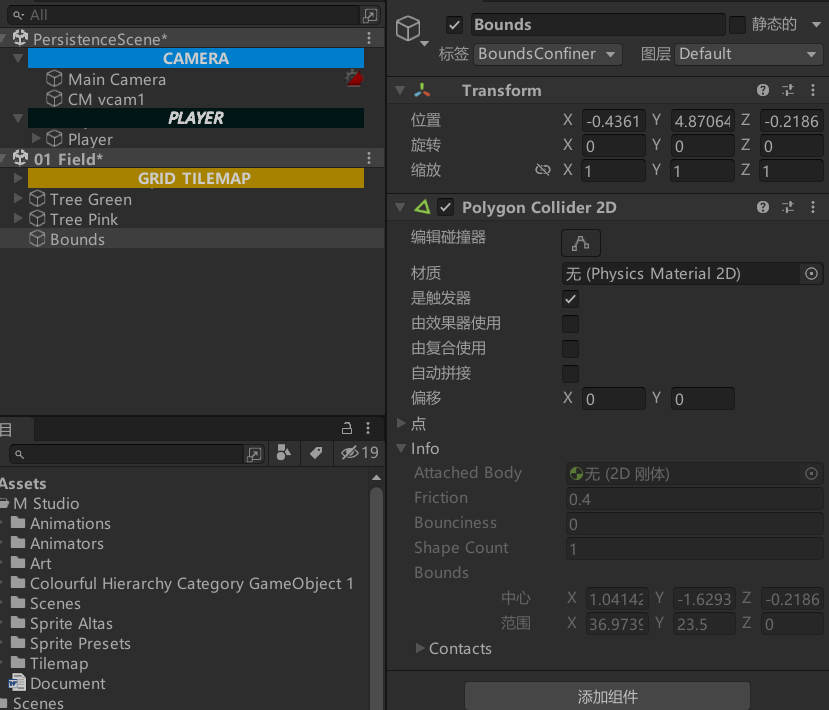 All
PersistenceScene*
CAMERA
Main Camera
CM vcam1
PLAYER
Player
01 Field*
GRID TILEMAP
Tree Green
Tree Pink
Bounds
目
19
Assets
M Studio
Animations
Animators
Art
Colourful Hierarchy Category GameObject 1
Scenes
Sprite Altas
Sprite Presets
Tilemap
Document
Scenes
Bounds 静态的
标签 BoundsConfiner 图层 Default
Transform
位置 X -0.4361 Y 4.87064 Z -0.2186
旋转 X 0 Y 0 Z 0
缩放 X 1 Y 1 Z 1
Polygon Collider 2D
编辑碰撞器
材质 无 (Physics Material 2D)
是触发器
由效果器使用
由复合使用
自动拼接
偏移 X 0 Y 0
点
Info
Attached Body 无 (2D 刚体)
Friction 0.4
Bounciness 0
Shape Count 1
Bounds
中心 X 1.04142 Y -1.6293 Z -0.2186
范围 X 36.9739 Y 23.5 Z 0
Contacts
添加组件